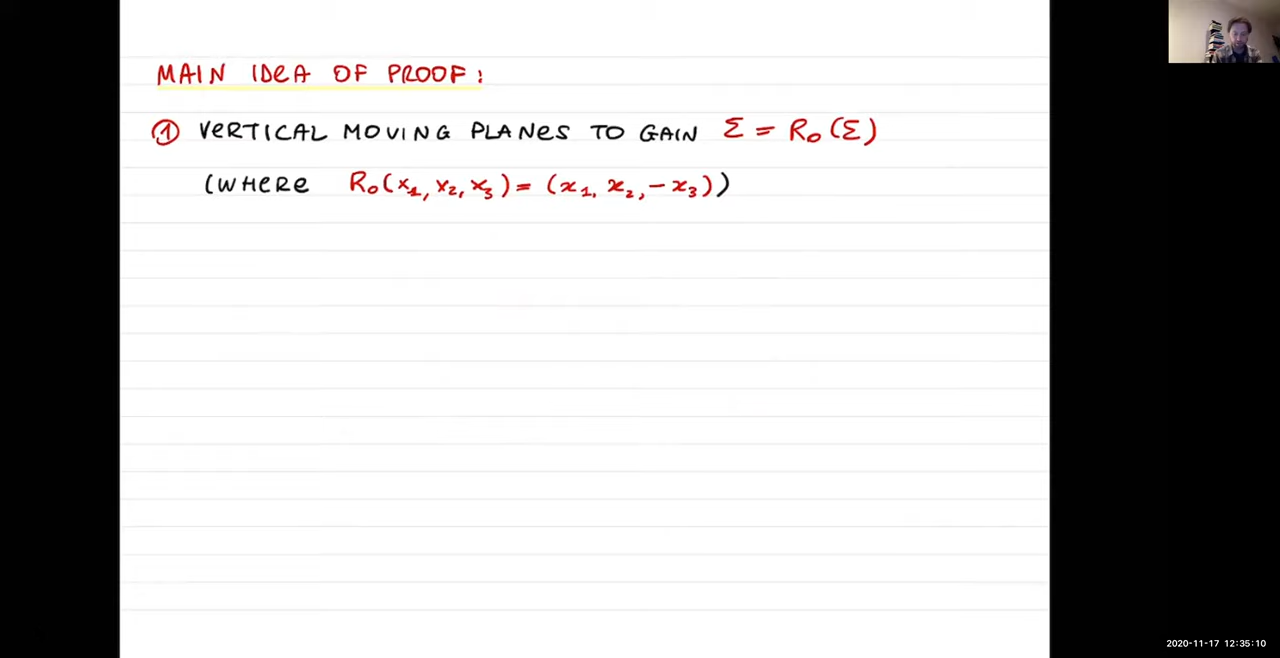 MAIN IDEA OF PROOF:
① VERTICAL MOVING PLANES TO GAIN Σ = R₀(Σ)
(WHERE R₀(x₁, x₂, x₃) = (x₁, x₂, -x₃))
2020-11-17 12:35:10